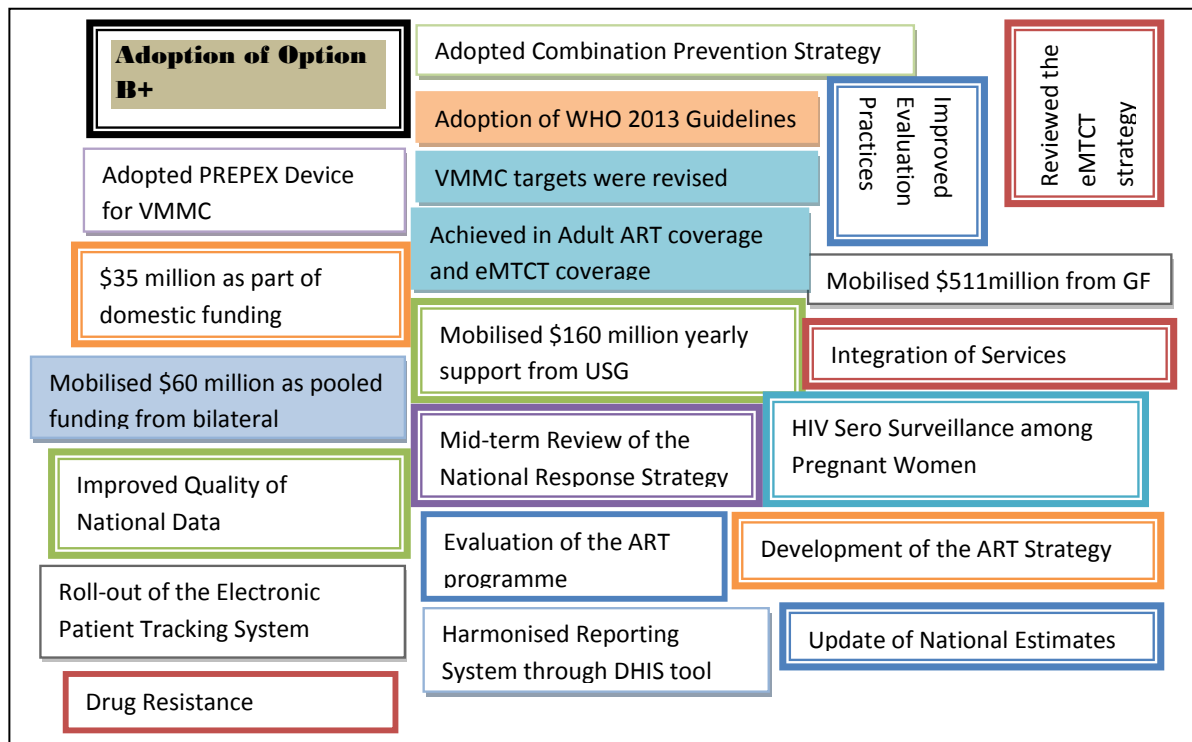 Adoption of Option
B+
Adopted Combination Prevention Strategy
Reviewed the
eMTCT
strategy
Improved
Evaluation
Practices
Adoption of WHO 2013 Guidelines
Adopted PREPEX Device
for VMMC
VMMC targets were revised
Achieved in Adult ART coverage
and eMTCT coverage
$35 million as part of
domestic funding
Mobilised $511million from GF
Mobilised $160 million yearly
support from USG
Integration of Services
Mobilised $60 million as pooled
funding from bilateral
Mid-term Review of the
National Response Strategy
HIV Sero Surveillance among
Pregnant Women
Improved Quality of
National Data
Evaluation of the ART
programme
Development of the ART Strategy
Roll-out of the Electronic
Patient Tracking System
Harmonised Reporting
System through DHIS tool
Update of National Estimates
Drug Resistance